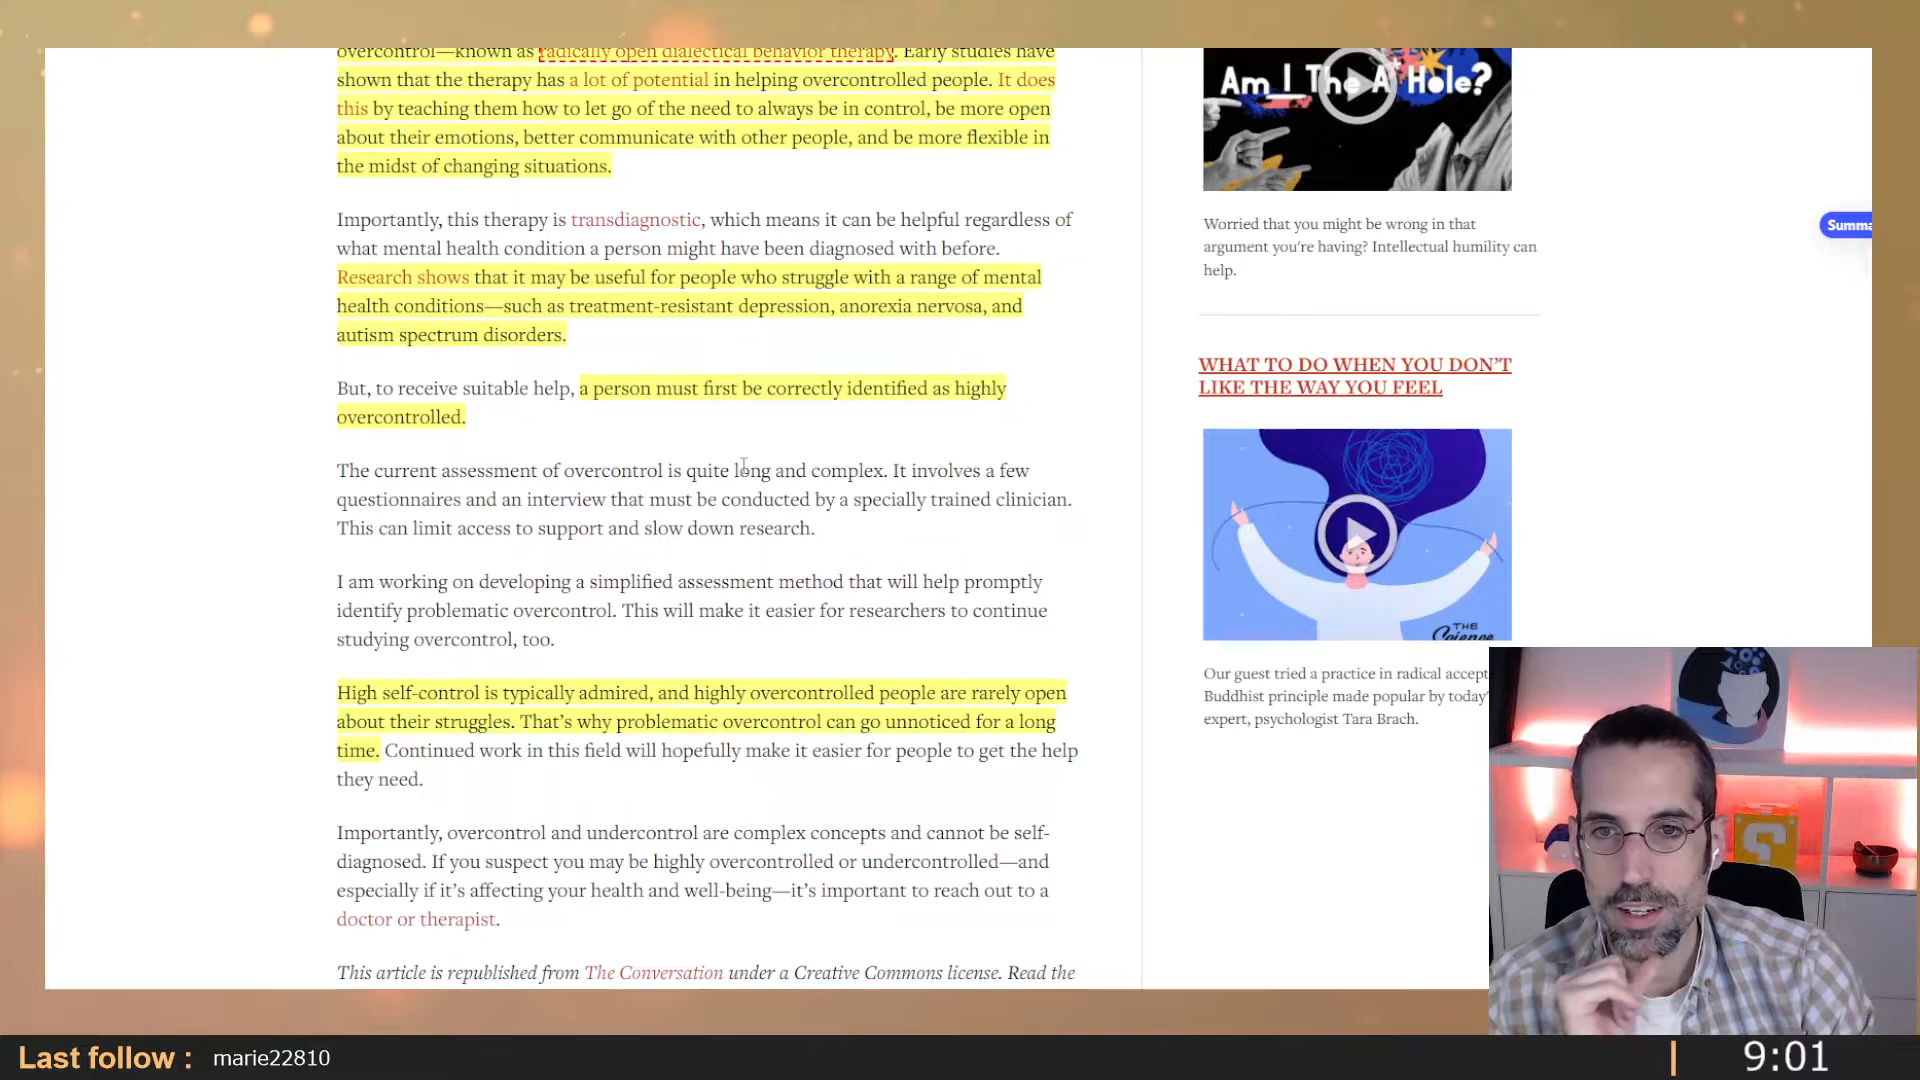 overcontrol—known as radically open dialectical behavior therapy. Early studies have
shown that the therapy has a lot of potential in helping overcontrolled people. It does
this by teaching them how to let go of the need to always be in control, be more open
about their emotions, better communicate with other people, and be more flexible in
the midst of changing situations.
Importantly, this therapy is transdiagnostic, which means it can be helpful regardless of
what mental health condition a person might have been diagnosed with before.
Research shows that it may be useful for people who struggle with a range of mental
health conditions—such as treatment-resistant depression, anorexia nervosa, and
autism spectrum disorders.
But, to receive suitable help, a person must first be correctly identified as highly
overcontrolled.
The current assessment of overcontrol is quite long and complex. It involves a few
questionnaires and an interview that must be conducted by a specially trained clinician.
This can limit access to support and slow down research.
I am working on developing a simplified assessment method that will help promptly
identify problematic overcontrol. This will make it easier for researchers to continue
studying overcontrol, too.
High self-control is typically admired, and highly overcontrolled people are rarely open
about their struggles. That's why problematic overcontrol can go unnoticed for a long
time. Continued work in this field will hopefully make it easier for people to get the help
they need.
Importantly, overcontrol and undercontrol are complex concepts and cannot be self-
diagnosed. If you suspect you may be highly overcontrolled or undercontrolled—and
especially if it's affecting your health and well-being—it's important to reach out to a
doctor or therapist.
This article is republished from The Conversation under a Creative Commons license. Read the
Am I The A*Hole?
Worried that you might be wrong in that
argument you're having? Intellectual humility can
help.
WHAT TO DO WHEN YOU DON'T
LIKE THE WAY YOU FEEL
THE
Science
Our guest tried a practice in radical accept
Buddhist principle made popular by today'
expert, psychologist Tara Brach.
Summa
Last follow :
marie22810
9:01